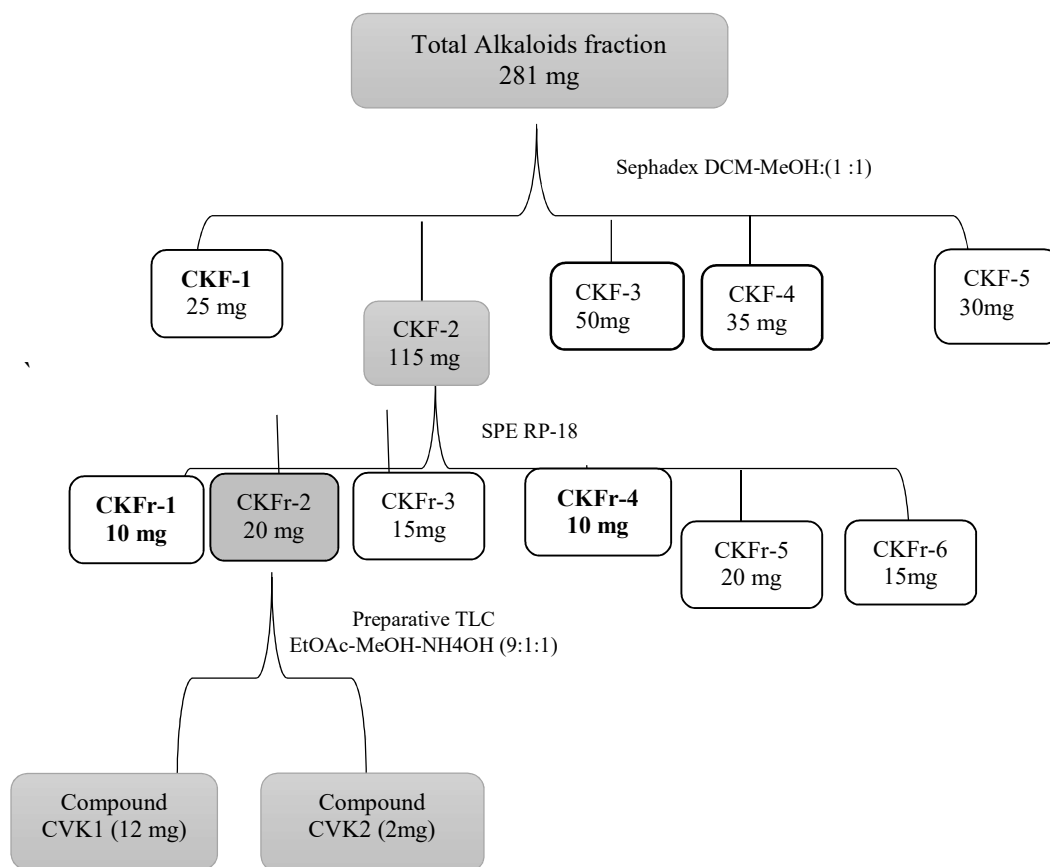 Total Alkaloids fraction
281 mg
Sephadex DCM-MeOH:(1 :1)
CKF-1
25 mg
CKF-2
115 mg
CKF-3
50mg
CKF-4
35 mg
CKF-5
30mg
`
SPE RP-18
CKFr-1
10 mg
CKFr-2
20 mg
CKFr-3
15mg
CKFr-4
10 mg
CKFr-5
20 mg
CKFr-6
15mg
Preparative TLC
EtOAc-MeOH-NH4OH (9:1:1)
Compound
CVK1 (12 mg)
Compound
CVK2 (2mg)